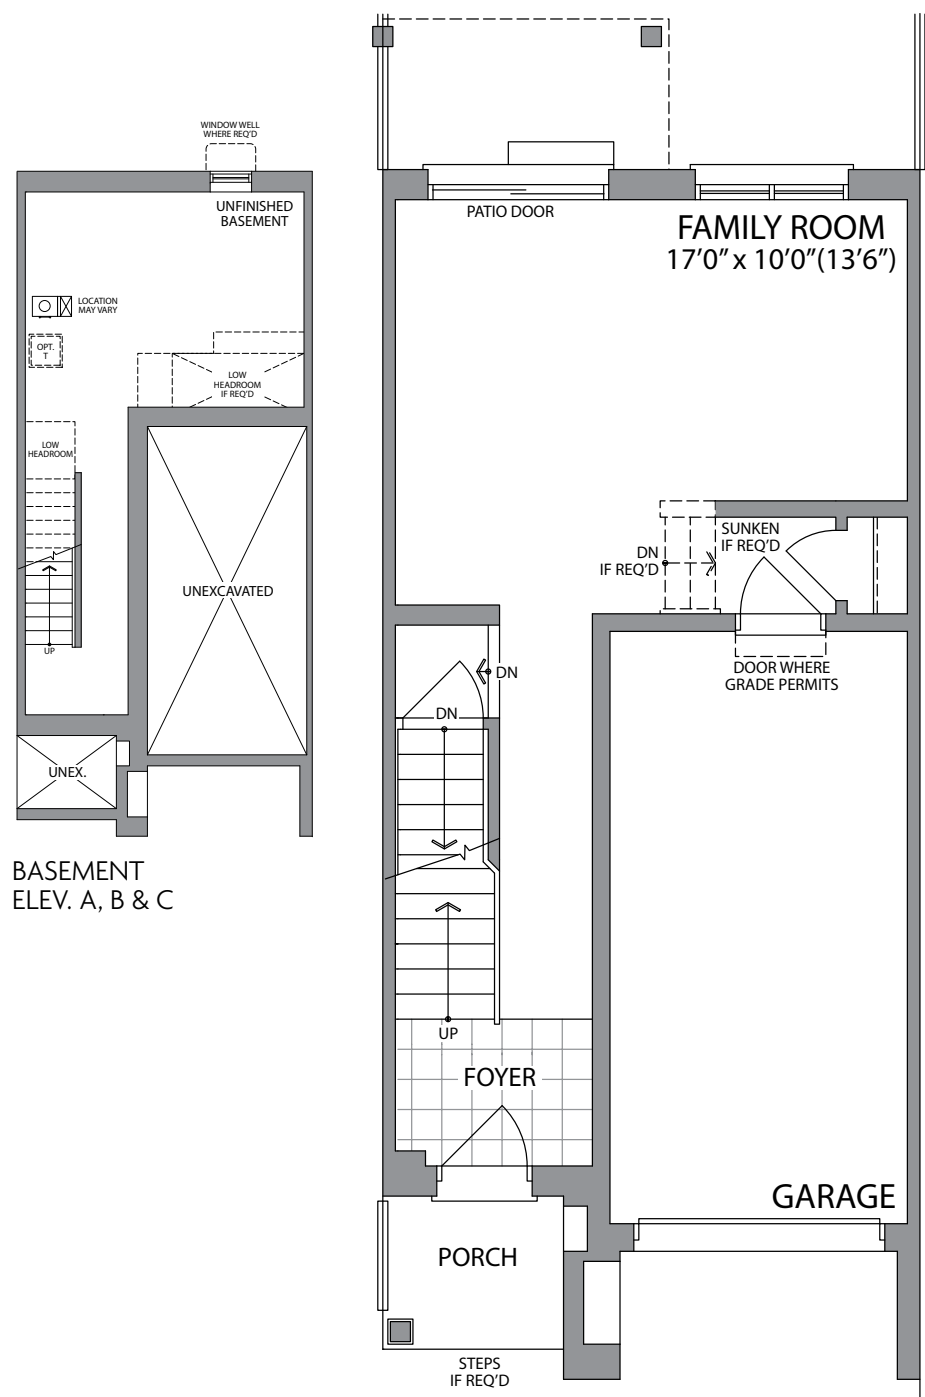 WINDOW WELL
WHERE REQ'D
UNFINISHED
BASEMENT
LOCATION
MAY VARY
OPT.
T
LOW
HEADROOM
IF REQ'D
LOW
HEADROOM
UNEXCAVATED
UP
UNEX.
BASEMENT
ELEV. A, B & C
PATIO DOOR
FAMILY ROOM
17'0" x 10'0"(13'6")
SUNKEN
IF REQ'D
DN
IF REQ'D
DOOR WHERE
GRADE PERMITS
DN
DN
UP
FOYER
GARAGE
PORCH
STEPS
IF REQ'D